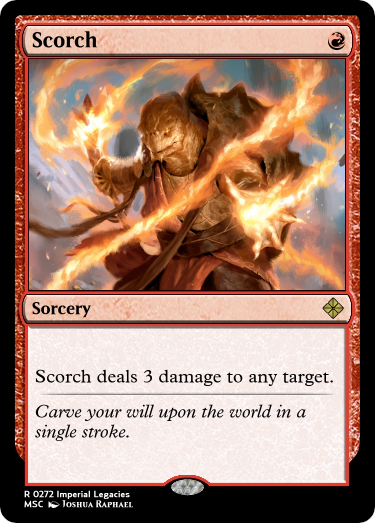 Scorch
Sorcery
Scorch deals 3 damage to any target.
Carve your will upon the world in a
single stroke.
R 0272 Imperial Legacies
MSC Joshua Raphael